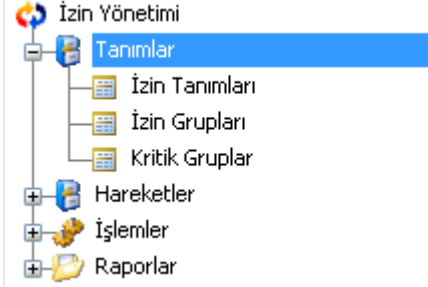 İzin Yönetimi
Tanımlar
İzin Tanımları
İzin Grupları
Kritik Gruplar
Hareketler
İşlemler
Raporlar